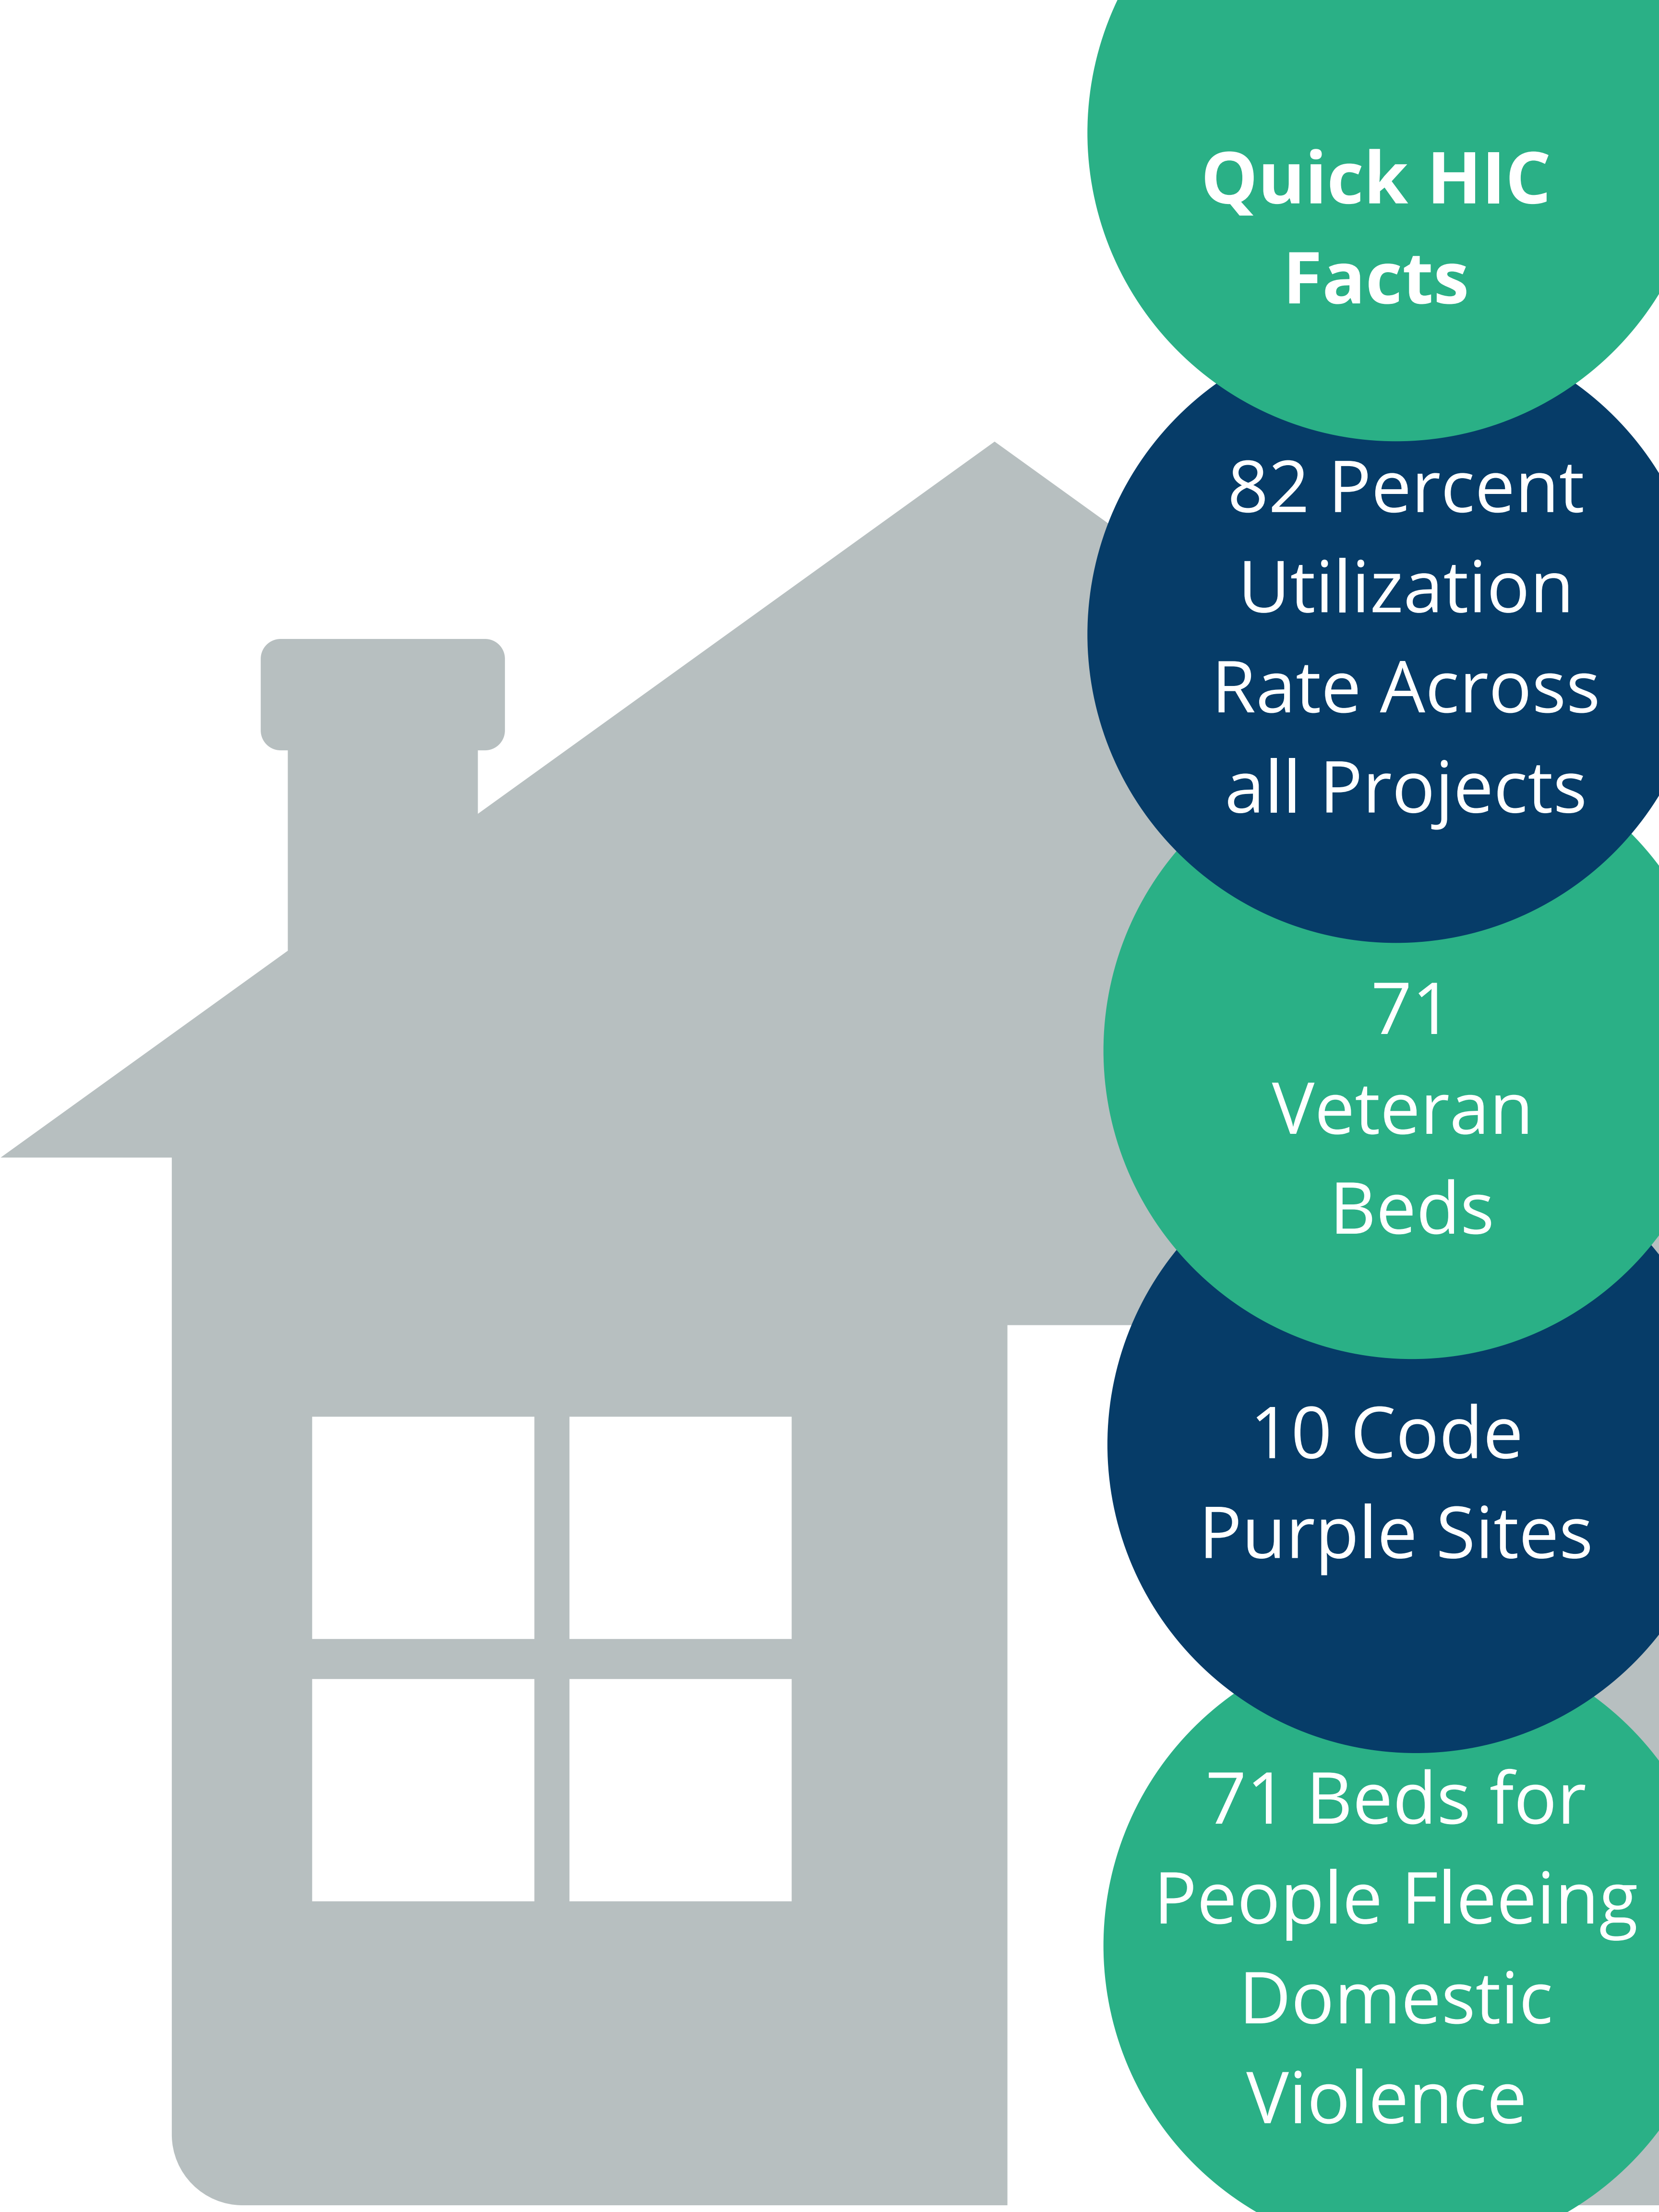 Quick HIC
Facts
82 Percent
Utilization
Rate Across
all Projects
71
Veteran
Beds
10 Code
Purple Sites
71 Beds for
People Fleeing
Domestic
Violence